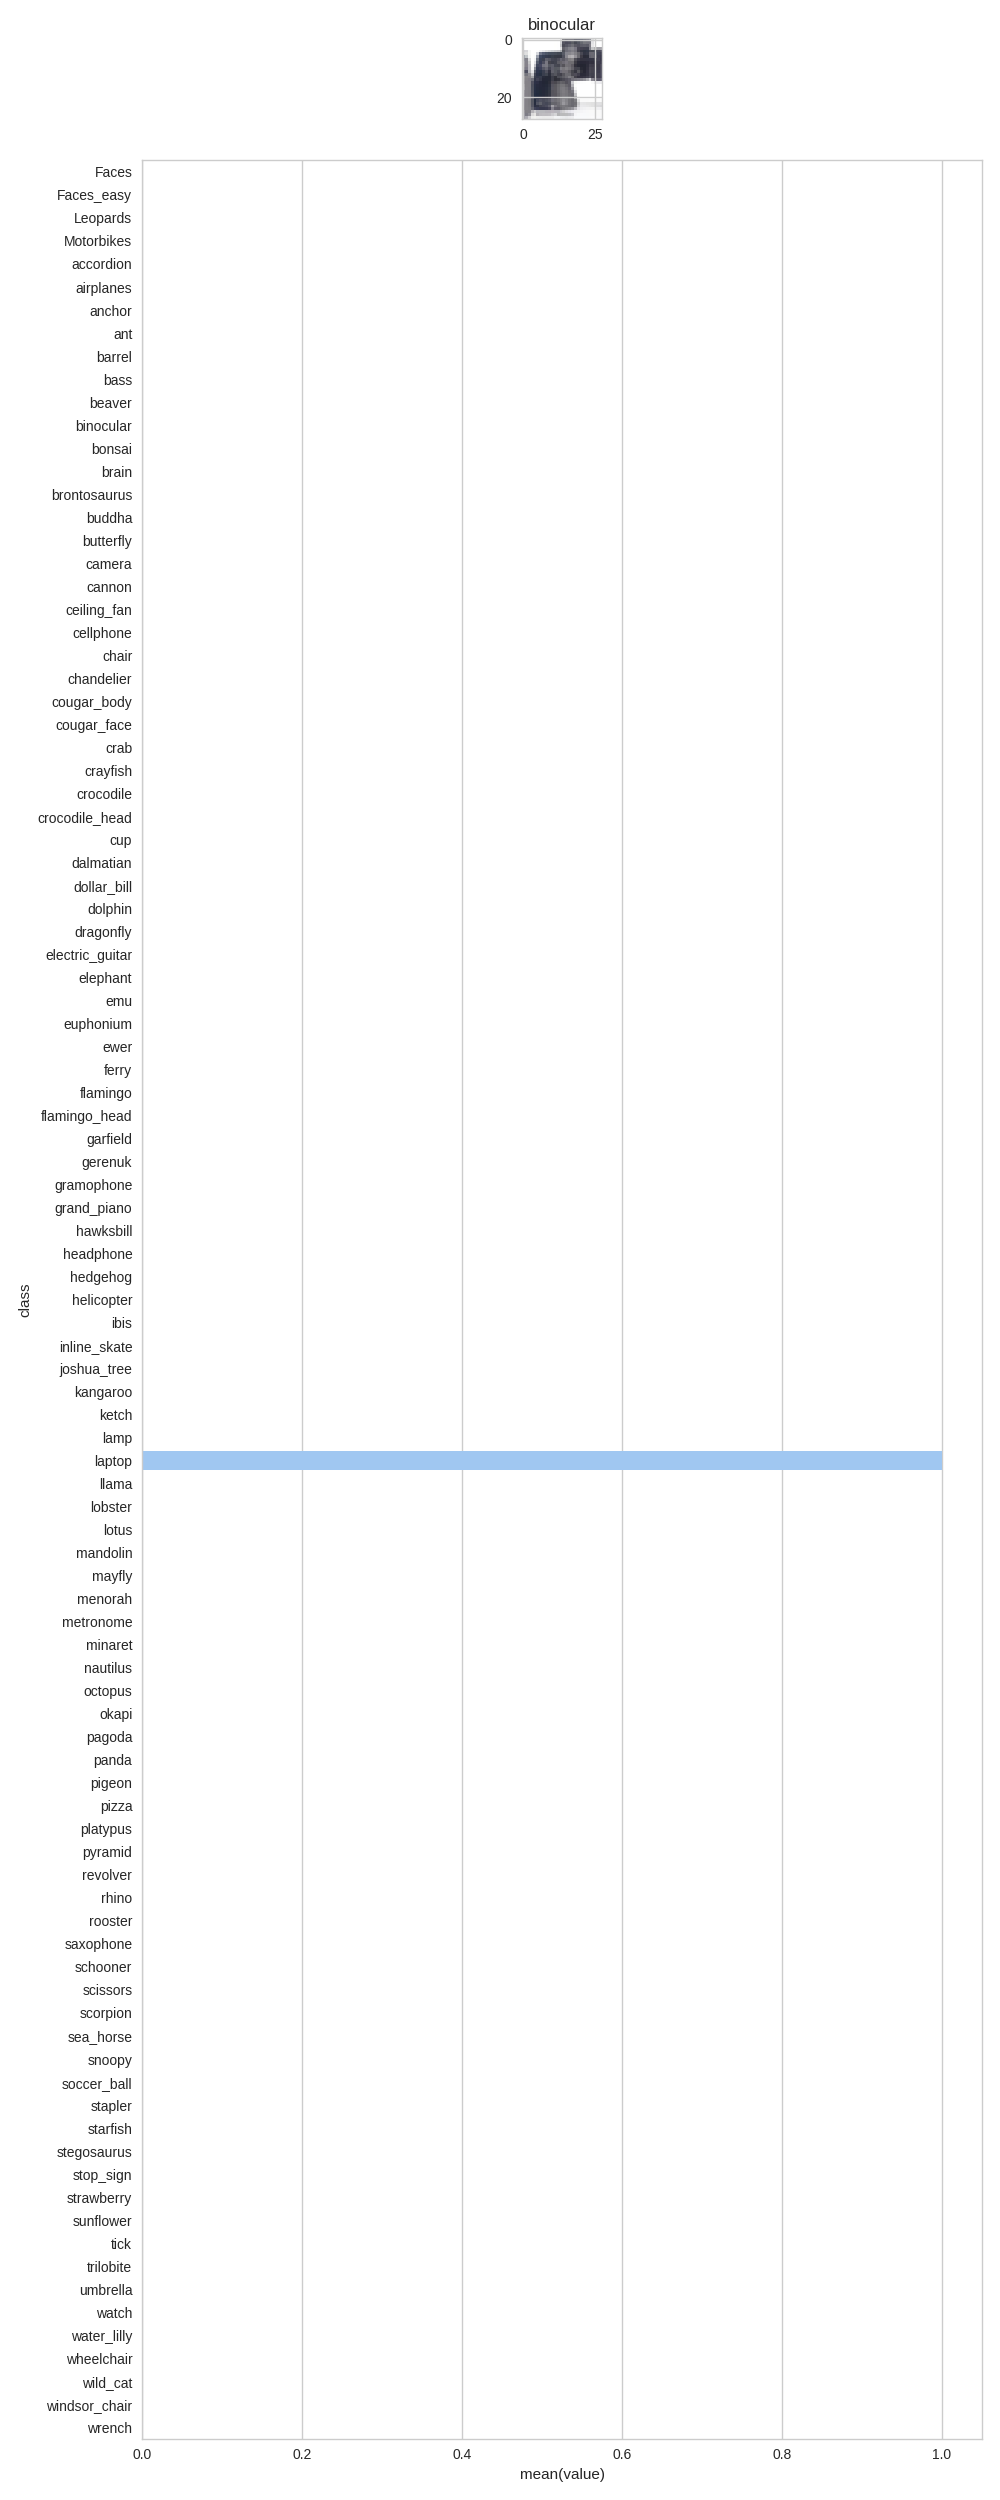 binocular
0
20
0 25
Faces
Faces_easy
Leopards
Motorbikes
accordion
airplanes
anchor
ant
barrel
bass
beaver
binocular
bonsai
brain
brontosaurus
buddha
butterfly
camera
cannon
ceiling_fan
cellphone
chair
chandelier
cougar_body
cougar_face
crab
crayfish
crocodile
crocodile_head
cup
dalmatian
dollar_bill
dolphin
dragonfly
electric_guitar
elephant
emu
euphonium
ewer
ferry
flamingo
flamingo_head
garfield
gerenuk
gramophone
grand_piano
hawksbill
headphone
hedgehog
helicopter
ibis
inline_skate
joshua_tree
kangaroo
ketch
lamp
laptop
llama
lobster
lotus
mandolin
mayfly
menorah
metronome
minaret
nautilus
octopus
okapi
pagoda
panda
pigeon
pizza
platypus
pyramid
revolver
rhino
rooster
saxophone
schooner
scissors
scorpion
sea_horse
snoopy
soccer_ball
stapler
starfish
stegosaurus
stop_sign
strawberry
sunflower
tick
trilobite
umbrella
watch
water_lilly
wheelchair
wild_cat
windsor_chair
wrench
class
0.0 0.2 0.4 0.6 0.8 1.0
mean(value)